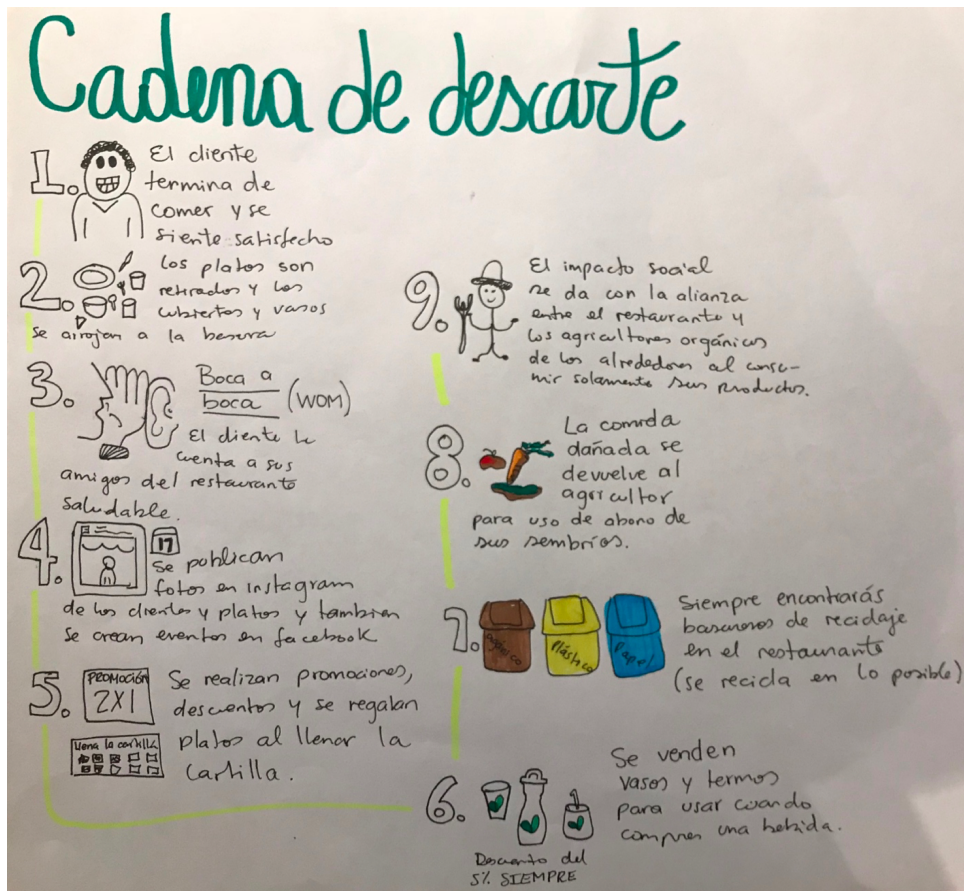 Cadena de descarte
1.
El cliente
termina de
comer y se
siente satisfecho
2.
Los platos son
retirados y los
cubiertos y vasos
se arrojan a la basura
3.
Boca a
boca (WOM)
El cliente le
cuenta a sus
amigos del restaurante
saludable.
4.
17
Se publican
fotos en instagram
de los clientes y platos y tambien
se crean eventos en facebook
5.
PROMOCIÓN
2X1
Se realizan promociones,
descuentos y se regalan
platos al llenar la
cartilla.
llena la cartilla
6.
Se venden
vasos y termos
para usar cuando
compres una bebida.
Descuento del
5% SIEMPRE
7.
Plástico
Papel
Siempre encontrarás
basureros de reciclaje
en el restaurante
(se recicla en lo posible)
8.
La comida
dañada se
devuelve al
agricultor
para uso de abono de
sus sembríos.
9.
El impacto social
se da con la alianza
entre el restaurante y
los agricultores orgánicos
de los alrededores al consu-
mir solamente sus productos.